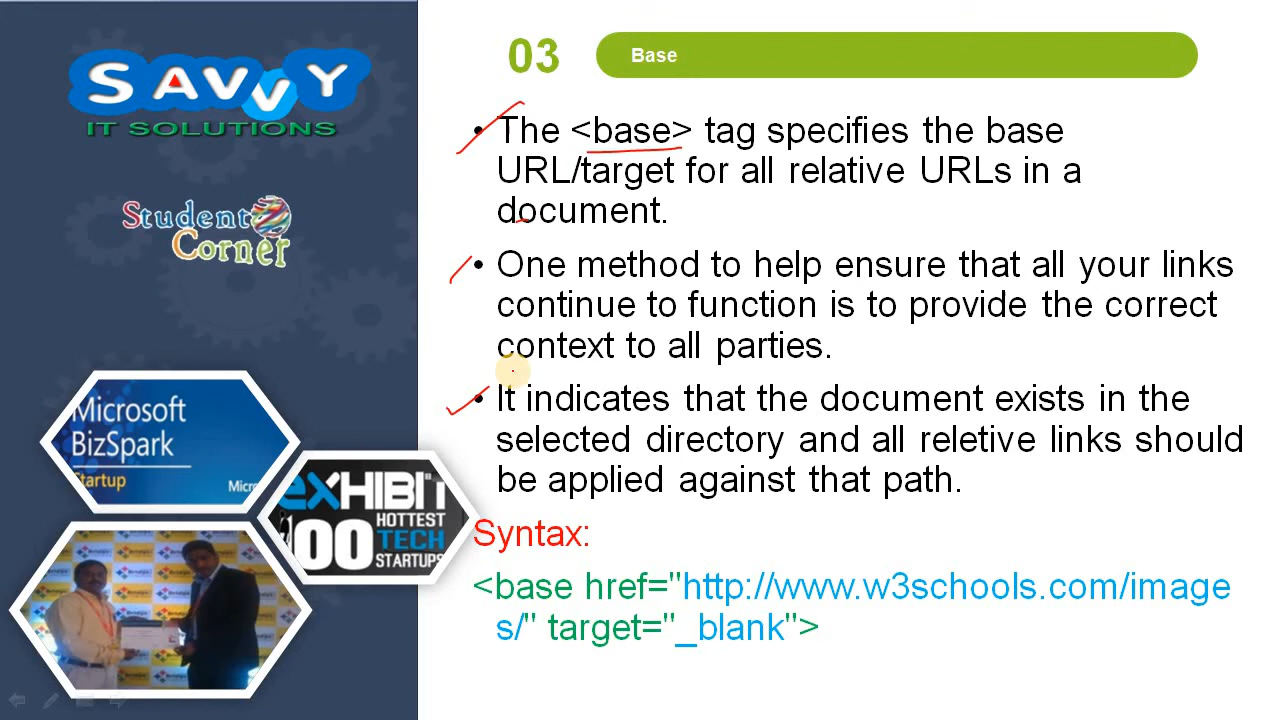 SAVVY
IT SOLUTIONS
Student
Corner
Microsoft
BizSpark
Startup
Micros
eXHIBIT
100 HOTTEST
TECH
STARTUPS
03 Base
• The <base> tag specifies the base
URL/target for all relative URLs in a
document.
• One method to help ensure that all your links
continue to function is to provide the correct
context to all parties.
• It indicates that the document exists in the
selected directory and all reletive links should
be applied against that path.
Syntax:
<base href="http://www.w3schools.com/image
s/" target="_blank">